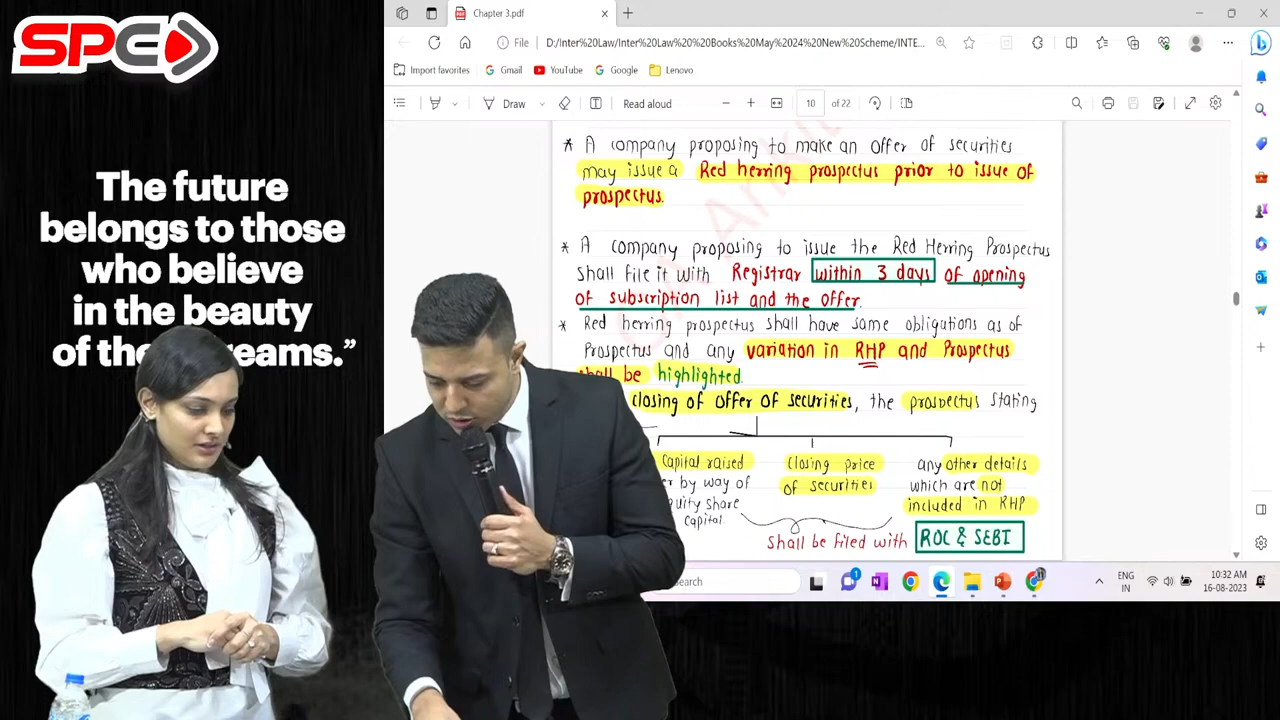 SPE
The future
belongs to those
who believe
in the beauty
of dreams.”
Chapter 3.pdf
File
D:/Inter%20Law/Inter%20Law%20%20Books%20May%2024%20New%20Scheme/INTE...
Import favorites
Gmail
YouTube
Google
Lenovo
Draw
Read aloud
10 of 22
* A company proposing to make an offer of securities
may issue a Red herring prospectus prior to issue of
prospectus.
* A company proposing to issue the Red Herring Prospectus
shall file it with Registrar within 3 days of opening
of subscription list and the offer.
* Red herring prospectus shall have same obligations as of
Prospectus and any variation in RHP and Prospectus
shall be highlighted.
closing of offer of securities, the prospectus stating
Capital raised
by way of
share
capital.
closing price
of securities
any other details
which are not
included in RHP
shall be filed with ROC & SEBI
Search
ENG
IN
10:32 AM
16-08-2023